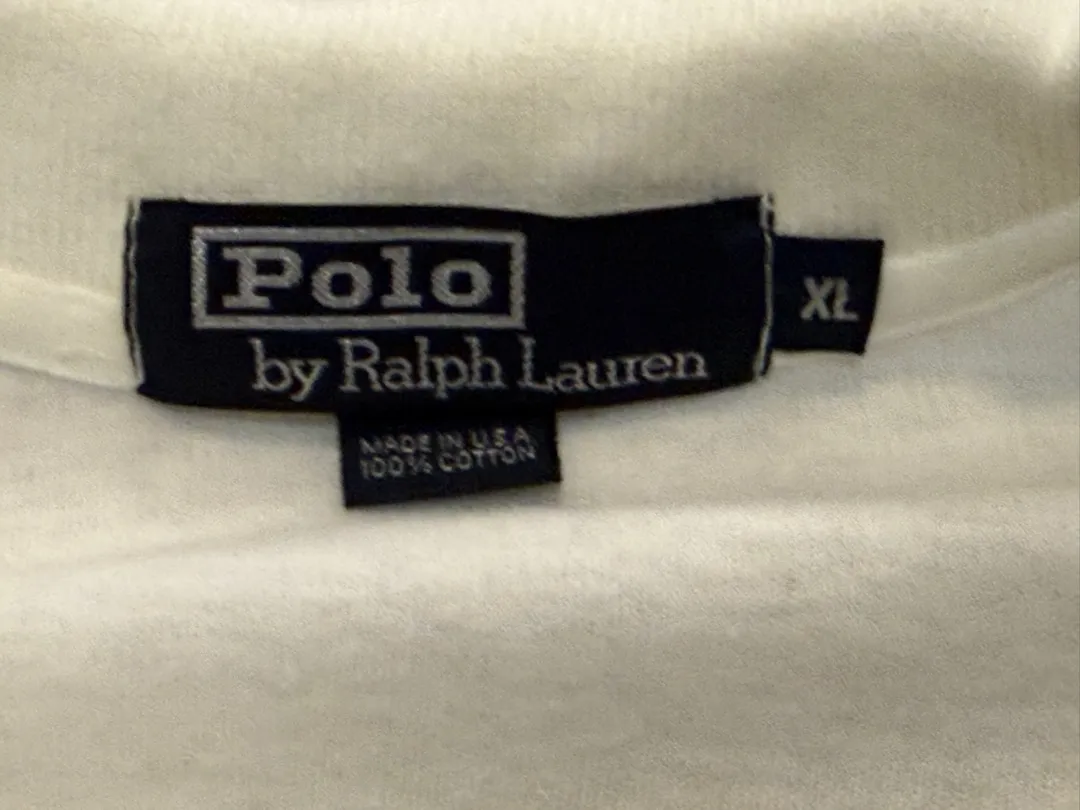 Polo
by Ralph Lauren
XL
MADE IN U.S.A.
100% COTTON